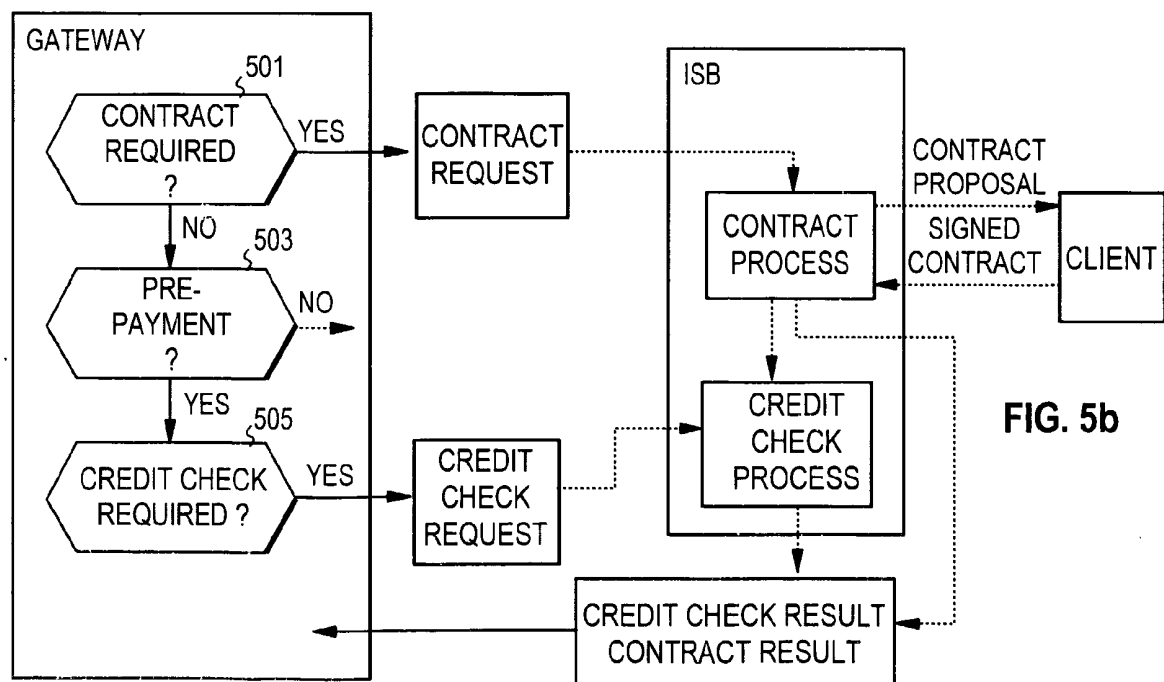 GATEWAY
501
CONTRACT
REQUIRED
?
YES
NO
503
PRE-
PAYMENT
?
NO
YES
505
CREDIT CHECK
REQUIRED ?
YES
CONTRACT
REQUEST
CREDIT
CHECK
REQUEST
ISB
CONTRACT
PROCESS
CREDIT
CHECK
PROCESS
CONTRACT
PROPOSAL
SIGNED
CONTRACT
CLIENT
CREDIT CHECK RESULT
CONTRACT RESULT
FIG. 5b